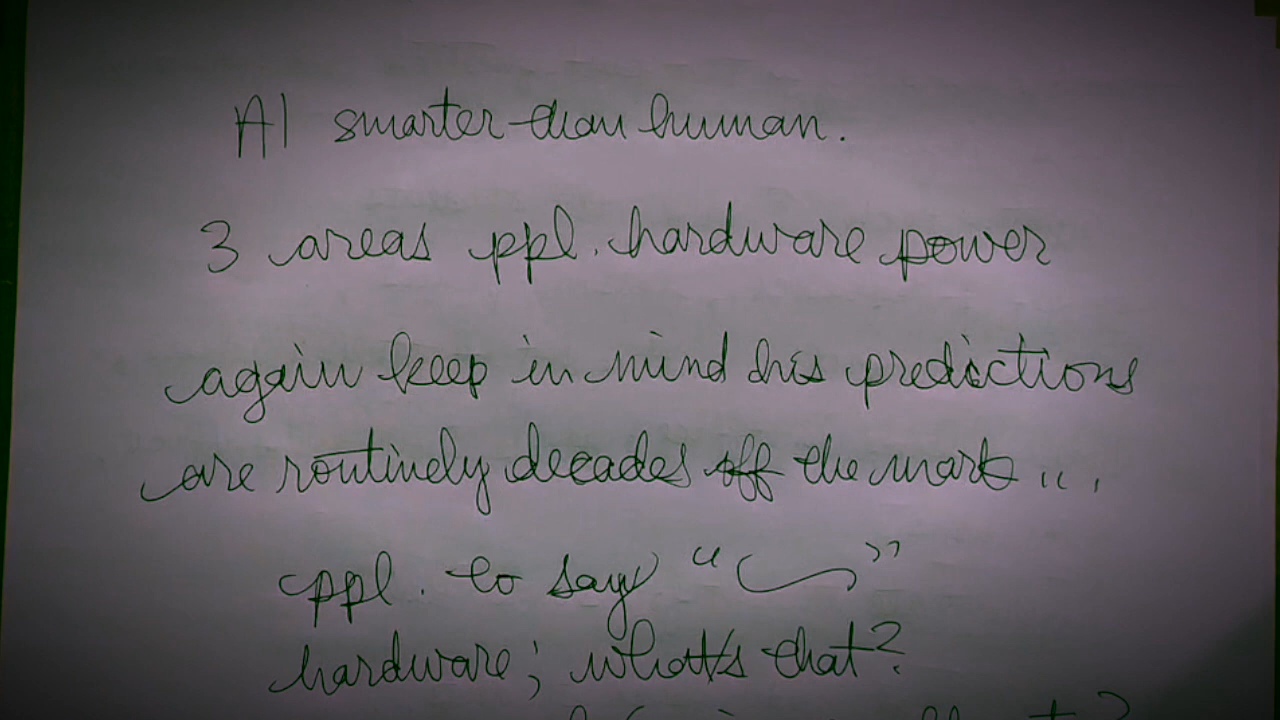 AI smarter than human.
3 areas ppl. hardware power
again keep in mind his predictions
are routinely decades off the mark ...
ppl. to say " "
hardware; what's that?